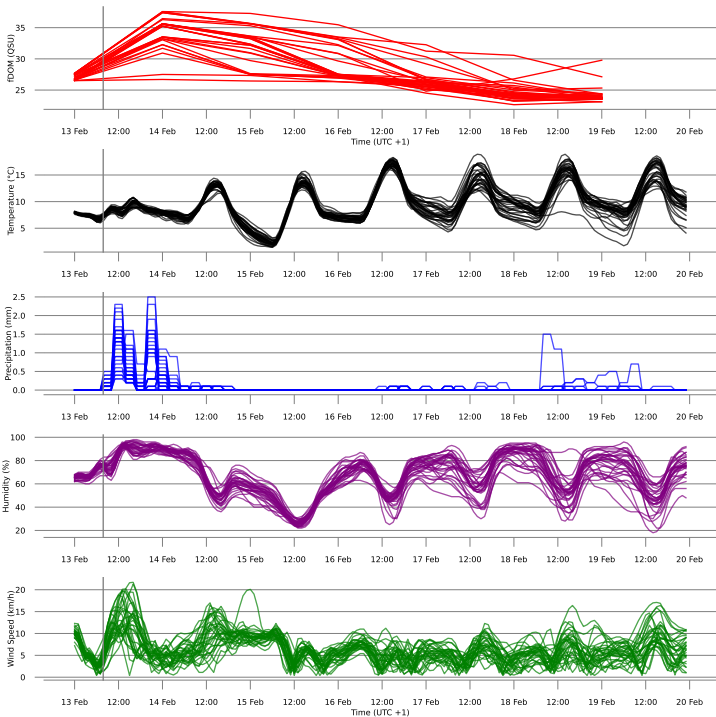 35
30
25
fDOM (QSU)
13 Feb 12:00 14 Feb 12:00 15 Feb 12:00 16 Feb 12:00 17 Feb 12:00 18 Feb 12:00 19 Feb 12:00 20 Feb
Time (UTC +1)
15
10
5
Temperature (°C)
13 Feb 12:00 14 Feb 12:00 15 Feb 12:00 16 Feb 12:00 17 Feb 12:00 18 Feb 12:00 19 Feb 12:00 20 Feb
2.5
2.0
1.5
1.0
0.5
0.0
Precipitation (mm)
13 Feb 12:00 14 Feb 12:00 15 Feb 12:00 16 Feb 12:00 17 Feb 12:00 18 Feb 12:00 19 Feb 12:00 20 Feb
100
80
60
40
20
Humidity (%)
13 Feb 12:00 14 Feb 12:00 15 Feb 12:00 16 Feb 12:00 17 Feb 12:00 18 Feb 12:00 19 Feb 12:00 20 Feb
20
15
10
5
0
Wind Speed (km/h)
13 Feb 12:00 14 Feb 12:00 15 Feb 12:00 16 Feb 12:00 17 Feb 12:00 18 Feb 12:00 19 Feb 12:00 20 Feb
Time (UTC +1)